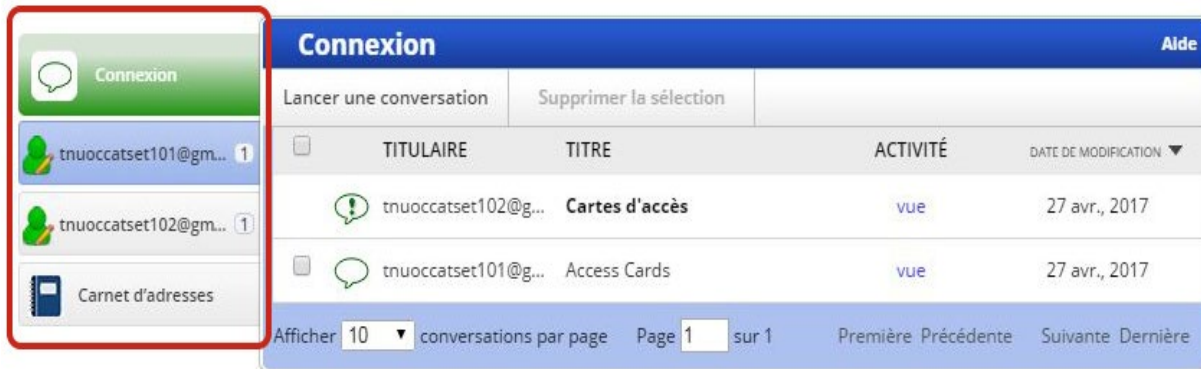 Connexion
tnuoccatset101@gm... 1
tnuoccatset102@gm... 1
Carnet d'adresses
Connexion Aide
Lancer une conversation Supprimer la sélection
TITULAIRE TITRE ACTIVITÉ DATE DE MODIFICATION ▼
tnuoccatset102@g... Cartes d'accès vue 27 avr., 2017
tnuoccatset101@g... Access Cards vue 27 avr., 2017
Afficher 10 ▼ conversations par page Page 1 sur 1 Première Précédente Suivante Dernière